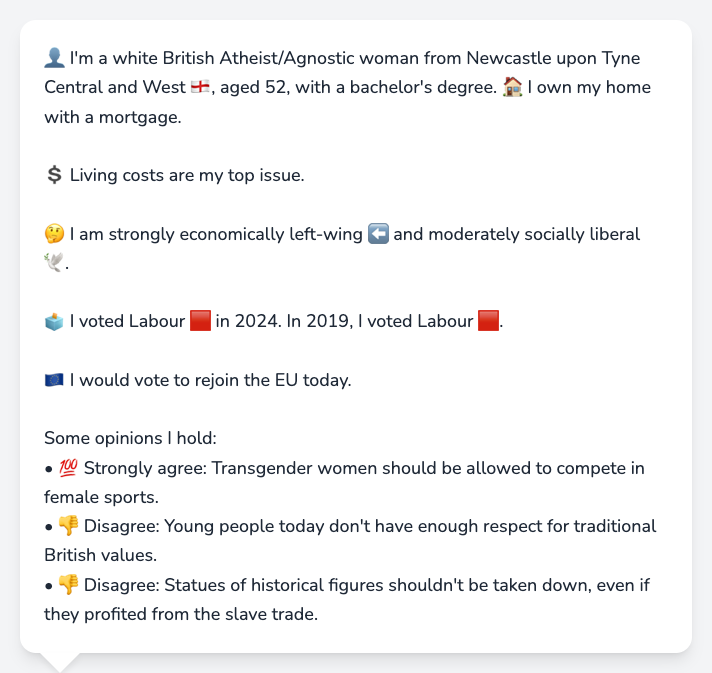 👤 I'm a white British Atheist/Agnostic woman from Newcastle upon Tyne
Central and West 🏴󠁧󠁢󠁥󠁮󠁧󠁿, aged 52, with a bachelor's degree. 🏠 I own my home
with a mortgage.
💲 Living costs are my top issue.
🤔 I am strongly economically left-wing ⬅️ and moderately socially liberal
🕊️.
🗳️ I voted Labour 🟥 in 2024. In 2019, I voted Labour 🟥.
🇪🇺 I would vote to rejoin the EU today.
Some opinions I hold:
• 💯 Strongly agree: Transgender women should be allowed to compete in
female sports.
• 👎 Disagree: Young people today don't have enough respect for traditional
British values.
• 👎 Disagree: Statues of historical figures shouldn't be taken down, even if
they profited from the slave trade.